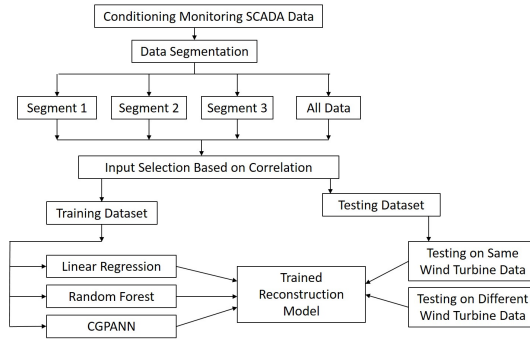 Conditioning Monitoring SCADA Data
Data Segmentation
Segment 1
Segment 2
Segment 3
All Data
Input Selection Based on Correlation
Training Dataset
Testing Dataset
Linear Regression
Random Forest
CGPANN
Trained
Reconstruction
Model
Testing on Same
Wind Turbine Data
Testing on Different
Wind Turbine Data